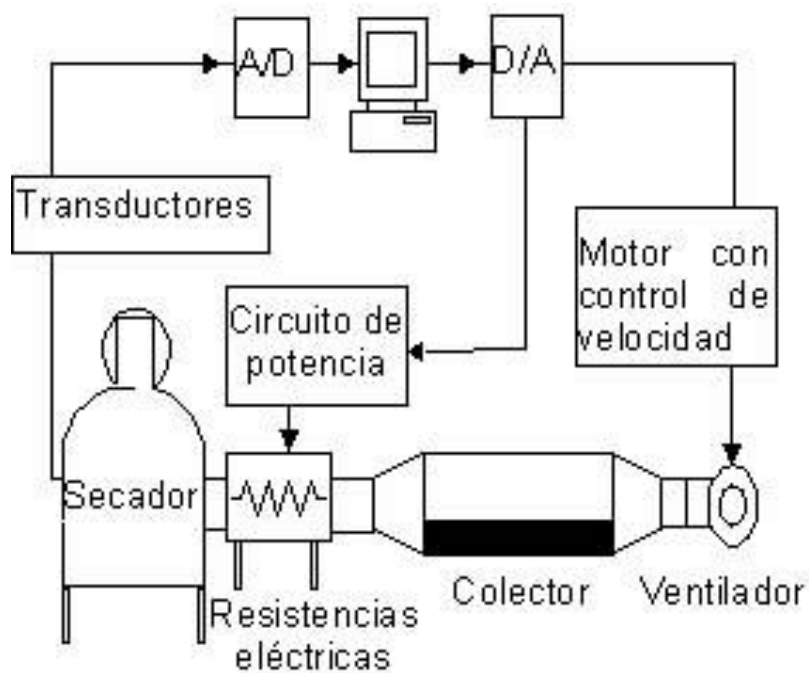 A/D
D/A
Transductores
Motor con
control de
velocidad
Circuito de
potencia
Secador
Colector
Ventilador
Resistencias
eléctricas